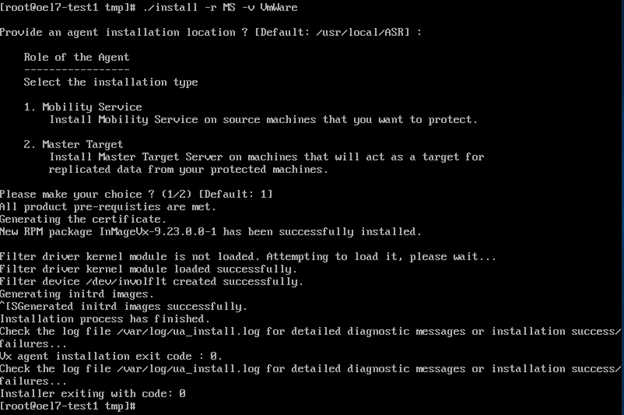 [root@oel7-test1 tmp]# ./install -r MS -v VmWare
Provide an agent installation location ? [Default: /usr/local/ASR] :
Role of the Agent
-----------------
Select the installation type
1. Mobility Service
Install Mobility Service on source machines that you want to protect.
2. Master Target
Install Master Target Server on machines that will act as a target for
replicated data from your protected machines.
Please make your choice ? (1/2) [Default: 1]
All product pre-requisties are met.
Generating the certificate.
New RPM package InMageVx-9.23.0.0-1 has been successfully installed.
Filter driver kernel module is not loaded. Attempting to load it, please wait...
Filter driver kernel module loaded successfully.
Filter device /dev/involflt created successfully.
Generating initrd images.
^[SGenerated initrd images successfully.
Installation process has finished.
Check the log file /var/log/ua_install.log for detailed diagnostic messages or installation success/
failures...
Vx agent installation exit code : 0.
Check the log file /var/log/ua_install.log for detailed diagnostic messages or installation success/
failures...
Installer exiting with code: 0
[root@oel7-test1 tmp]#